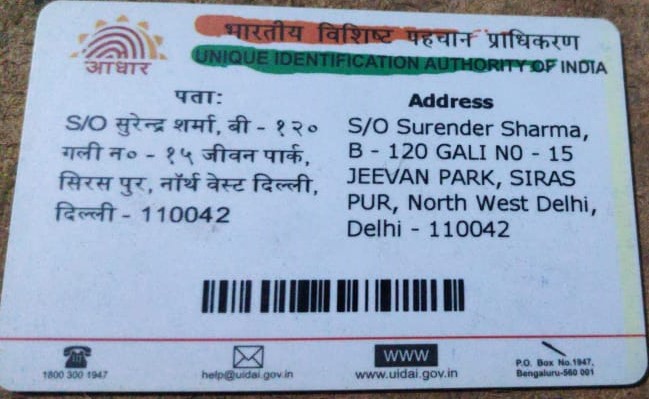 आधार
भारतीय विशिष्ट पहचान प्राधिकरण
UNIQUE IDENTIFICATION AUTHORITY OF INDIA
पता:
S/O सुरेन्द्र शर्मा, बी - १२०
गली न० - १५ जीवन पार्क,
सिरस पुर, नॉर्थ वेस्ट दिल्ली,
दिल्ली - 110042
Address
S/O Surender Sharma,
B - 120 GALI NO - 15
JEEVAN PARK, SIRAS
PUR, North West Delhi,
Delhi - 110042
1800 300 1947
help@uidai.gov.in
WWW
www.uidai.gov.in
P.O. Box No.1947,
Bengaluru-560 001